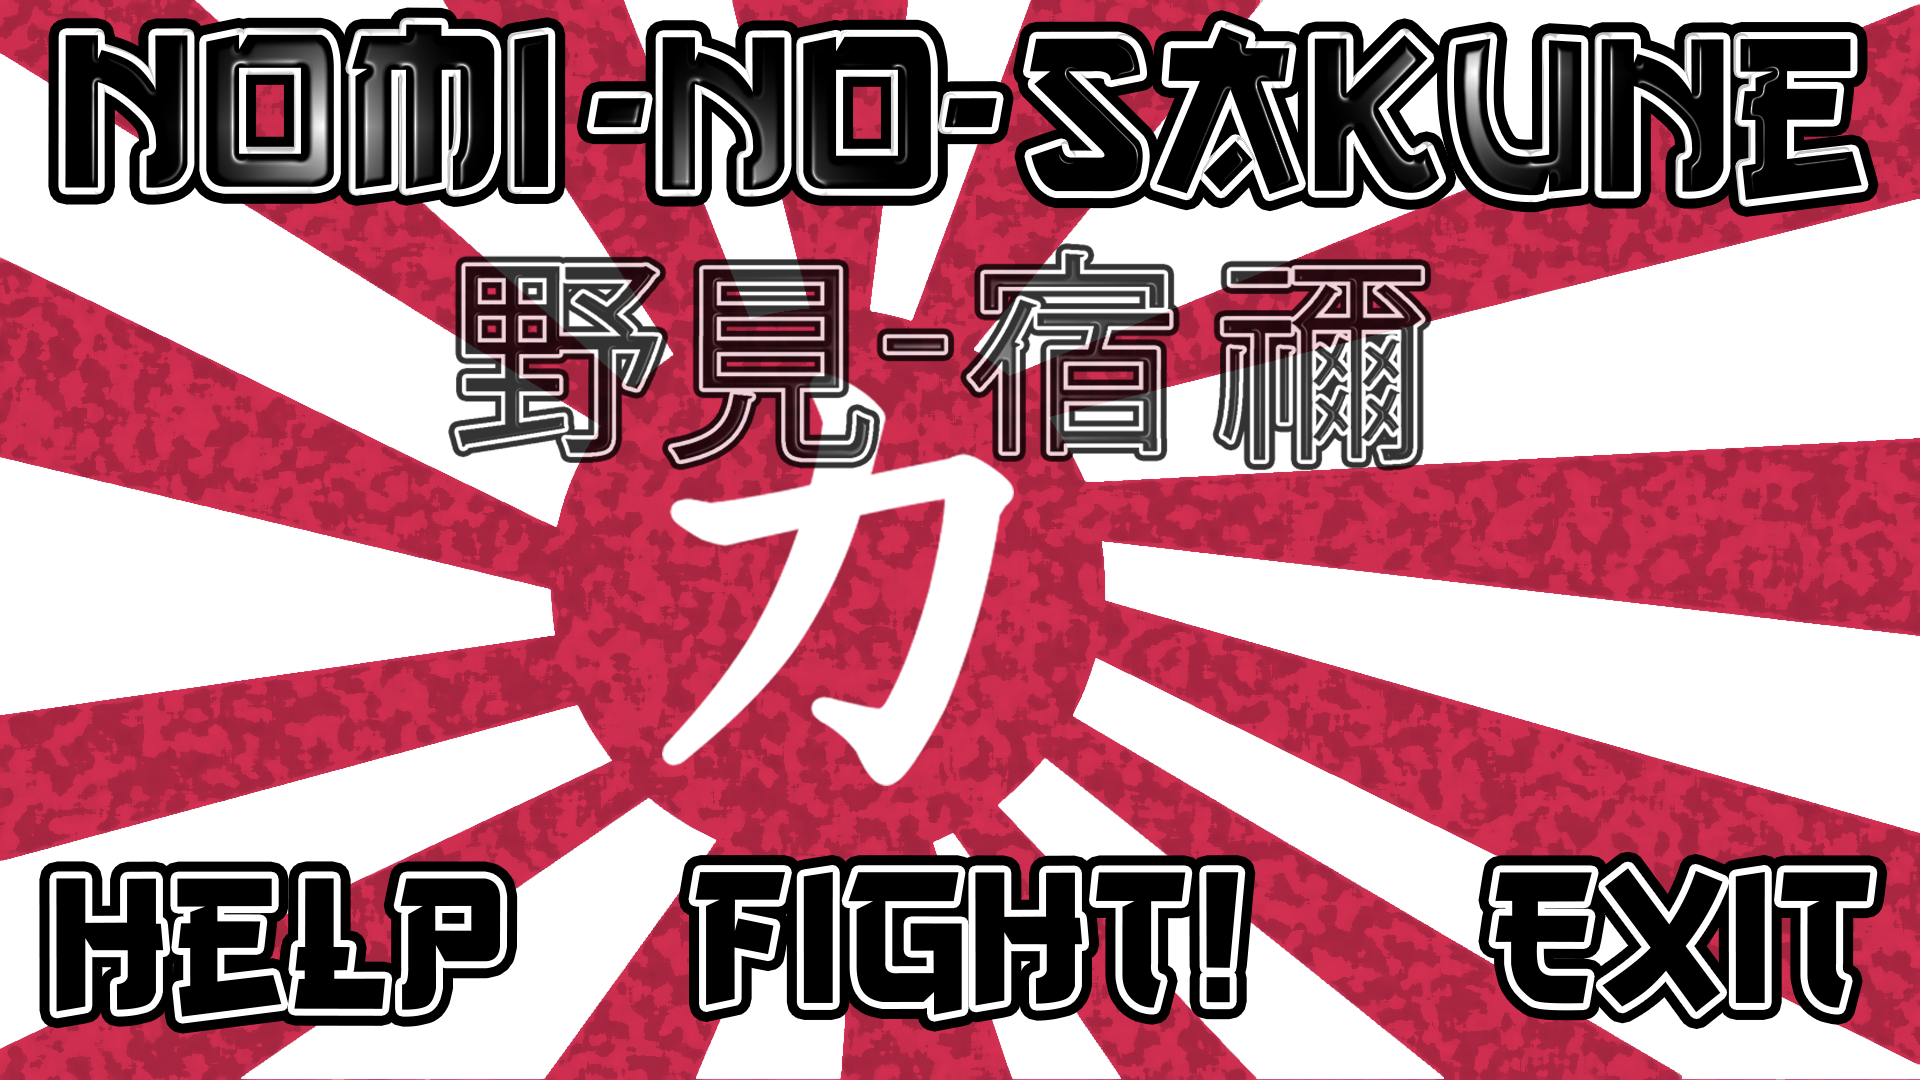 NOMI-NO-SAKUNE
野見-宿禰
力
HELP FIGHT! EXIT